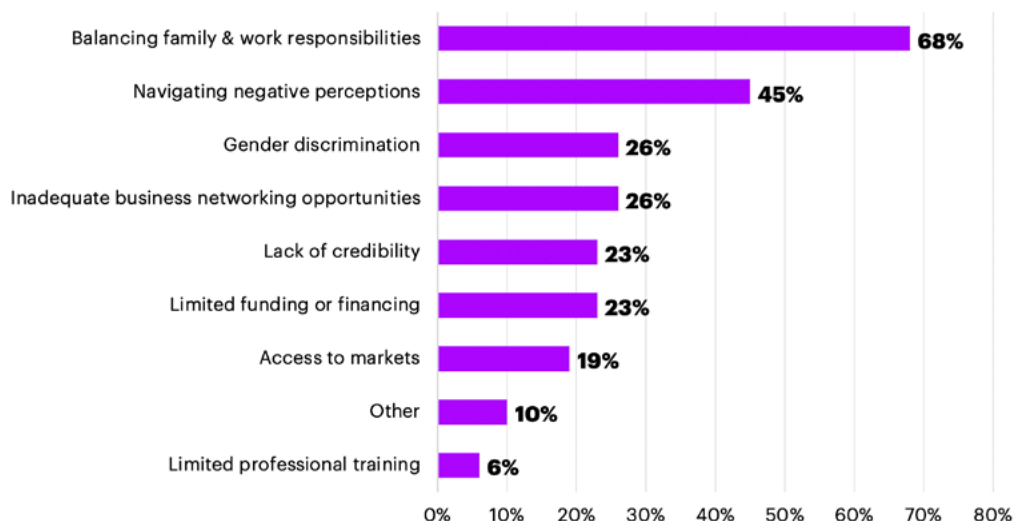 Balancing family & work responsibilities 68%
Navigating negative perceptions 45%
Gender discrimination 26%
Inadequate business networking opportunities 26%
Lack of credibility 23%
Limited funding or financing 23%
Access to markets 19%
Other 10%
Limited professional training 6%
0% 10% 20% 30% 40% 50% 60% 70% 80%